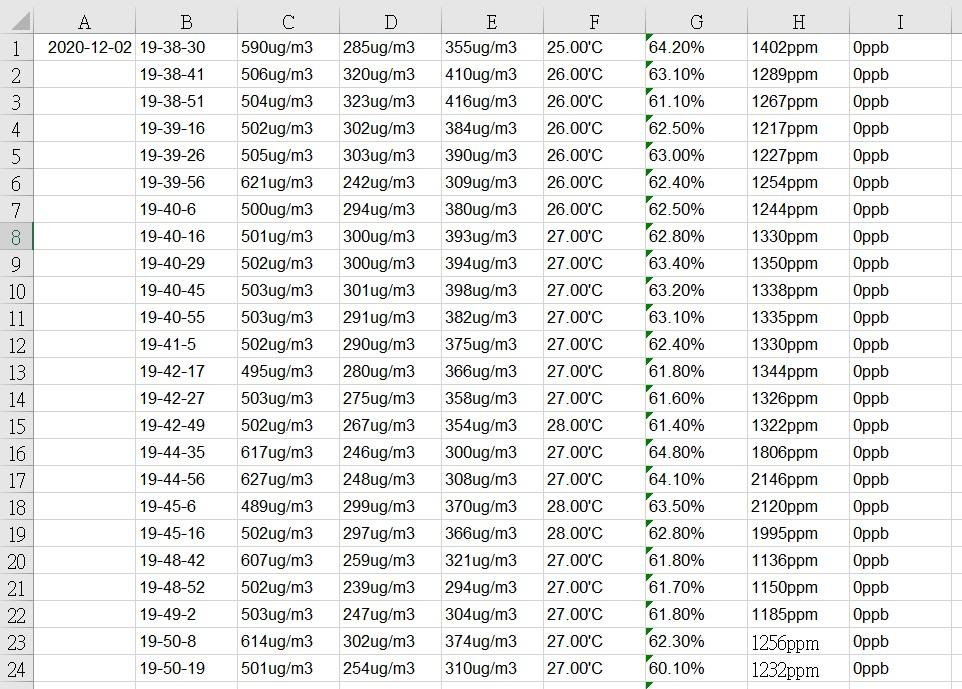 A B C D E F G H I
1 2020-12-02 19-38-30 590ug/m3 285ug/m3 355ug/m3 25.00'C 64.20% 1402ppm 0ppb
2 19-38-41 506ug/m3 320ug/m3 410ug/m3 26.00'C 63.10% 1289ppm 0ppb
3 19-38-51 504ug/m3 323ug/m3 416ug/m3 26.00'C 61.10% 1267ppm 0ppb
4 19-39-16 502ug/m3 302ug/m3 384ug/m3 26.00'C 62.50% 1217ppm 0ppb
5 19-39-26 505ug/m3 303ug/m3 390ug/m3 26.00'C 63.00% 1227ppm 0ppb
6 19-39-56 621ug/m3 242ug/m3 309ug/m3 26.00'C 62.40% 1254ppm 0ppb
7 19-40-6 500ug/m3 294ug/m3 380ug/m3 26.00'C 62.50% 1244ppm 0ppb
8 19-40-16 501ug/m3 300ug/m3 393ug/m3 27.00'C 62.80% 1330ppm 0ppb
9 19-40-29 502ug/m3 300ug/m3 394ug/m3 27.00'C 63.40% 1350ppm 0ppb
10 19-40-45 503ug/m3 301ug/m3 398ug/m3 27.00'C 63.20% 1338ppm 0ppb
11 19-40-55 503ug/m3 291ug/m3 382ug/m3 27.00'C 63.10% 1335ppm 0ppb
12 19-41-5 502ug/m3 290ug/m3 375ug/m3 27.00'C 62.40% 1330ppm 0ppb
13 19-42-17 495ug/m3 280ug/m3 366ug/m3 27.00'C 61.80% 1344ppm 0ppb
14 19-42-27 503ug/m3 275ug/m3 358ug/m3 27.00'C 61.60% 1326ppm 0ppb
15 19-42-49 502ug/m3 267ug/m3 354ug/m3 28.00'C 61.40% 1322ppm 0ppb
16 19-44-35 617ug/m3 246ug/m3 300ug/m3 27.00'C 64.80% 1806ppm 0ppb
17 19-44-56 627ug/m3 248ug/m3 308ug/m3 27.00'C 64.10% 2146ppm 0ppb
18 19-45-6 489ug/m3 299ug/m3 370ug/m3 28.00'C 63.50% 2120ppm 0ppb
19 19-45-16 502ug/m3 297ug/m3 366ug/m3 28.00'C 62.80% 1995ppm 0ppb
20 19-48-42 607ug/m3 259ug/m3 321ug/m3 27.00'C 61.80% 1136ppm 0ppb
21 19-48-52 502ug/m3 239ug/m3 294ug/m3 27.00'C 61.70% 1150ppm 0ppb
22 19-49-2 503ug/m3 247ug/m3 304ug/m3 27.00'C 61.80% 1185ppm 0ppb
23 19-50-8 614ug/m3 302ug/m3 374ug/m3 27.00'C 62.30% 1256ppm 0ppb
24 19-50-19 501ug/m3 254ug/m3 310ug/m3 27.00'C 60.10% 1232ppm 0ppb